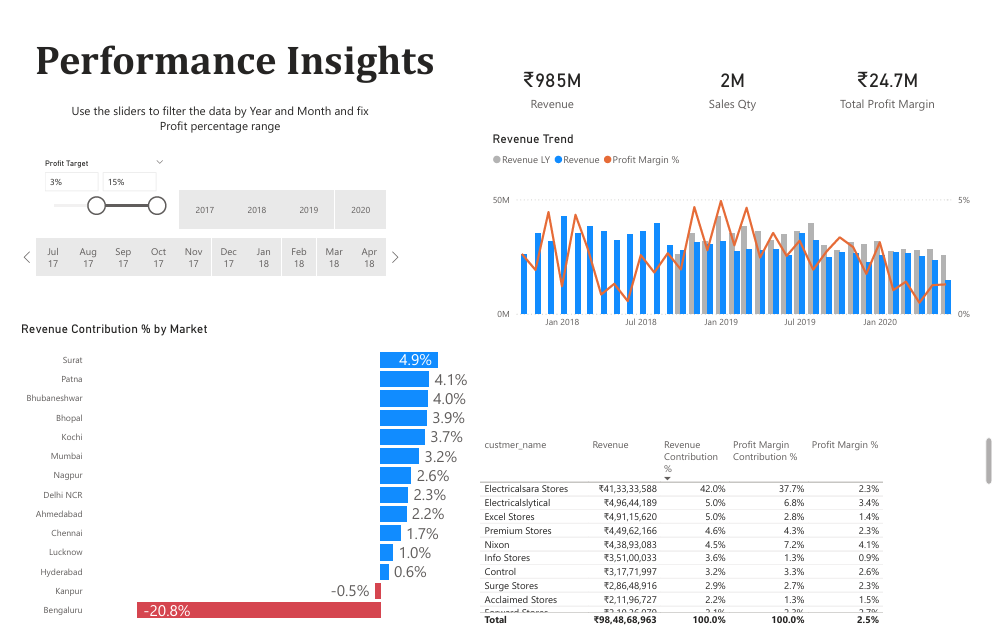 Performance Insights
Use the sliders to filter the data by Year and Month and fix
Profit percentage range
Profit Target
3% 15%
2017 2018 2019 2020
Jul Aug Sep Oct Nov Dec Jan Feb Mar Apr
17 17 17 17 17 17 18 18 18 18
₹985M 2M ₹24.7M
Revenue Sales Qty Total Profit Margin
Revenue Trend
Revenue LY Revenue Profit Margin %
50M 5%
0M 0%
Jan 2018 Jul 2018 Jan 2019 Jul 2019 Jan 2020
Revenue Contribution % by Market
Surat 4.9%
Patna 4.1%
Bhubaneshwar 4.0%
Bhopal 3.9%
Kochi 3.7%
Mumbai 3.2%
Nagpur 2.6%
Delhi NCR 2.3%
Ahmedabad 2.2%
Chennai 1.7%
Lucknow 1.0%
Hyderabad 0.6%
Kanpur -0.5%
Bengaluru -20.8%
custmer_name Revenue Revenue Profit Margin Profit Margin %
Contribution Contribution %
%
Electricalsara Stores ₹41,33,33,588 42.0% 37.7% 2.3%
Electricalslytical ₹4,96,44,189 5.0% 6.8% 3.4%
Excel Stores ₹4,91,15,620 5.0% 2.8% 1.4%
Premium Stores ₹4,49,62,166 4.6% 4.3% 2.3%
Nixon ₹4,38,93,083 4.5% 7.2% 4.1%
Info Stores ₹3,51,00,033 3.6% 1.3% 0.9%
Control ₹3,17,71,997 3.2% 3.3% 2.6%
Surge Stores ₹2,86,48,916 2.9% 2.7% 2.3%
Acclaimed Stores ₹2,11,96,727 2.2% 1.3% 1.5%
Total ₹98,48,68,963 100.0% 100.0% 2.5%